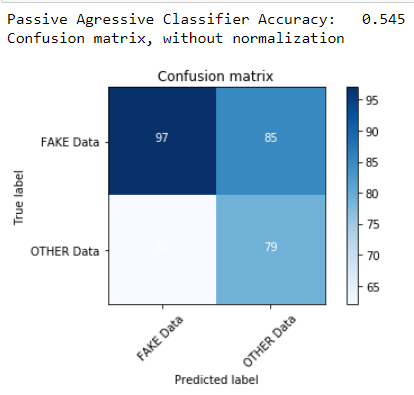 Passive Agressive Classifier Accuracy: 0.545
Confusion matrix, without normalization
Confusion matrix
FAKE Data
97
85
OTHER Data
79
True label
FAKE Data
OTHER Data
Predicted label
95
90
85
80
75
70
65